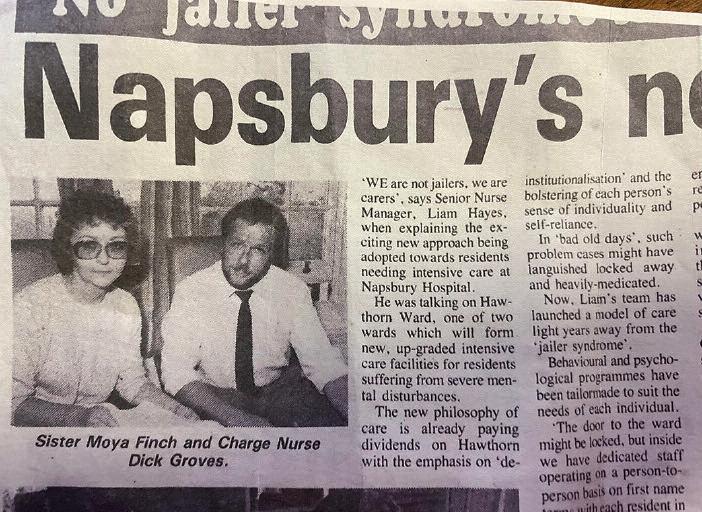 No 'jailer syndrome'
Napsbury's
'WE are not jailers, we are
carers', says Senior Nurse
Manager, Liam Hayes,
when explaining the ex-
citing new approach being
adopted towards residents
needing intensive care at
Napsbury Hospital.
He was talking on Haw-
thorn Ward, one of two
wards which will form
new, up-graded intensive
care facilities for residents
suffering from severe men-
tal disturbances.
The new philosophy of
care is already paying
dividends on Hawthorn
with the emphasis on 'de-
institutionalisation' and the
bolstering of each person's
sense of individuality and
self-reliance.
In 'bad old days', such
problem cases might have
languished locked away
and heavily-medicated.
Now, Liam's team has
launched a model of care
light years away from the
'jailer syndrome'.
Behavioural and psycho-
logical programmes have
been tailormade to suit the
needs of each individual.
'The door to the ward
might be locked, but inside
we have dedicated staff
operating on a person-to-
person basis on first name
with each resident in
Sister Moya Finch and Charge Nurse
Dick Groves.